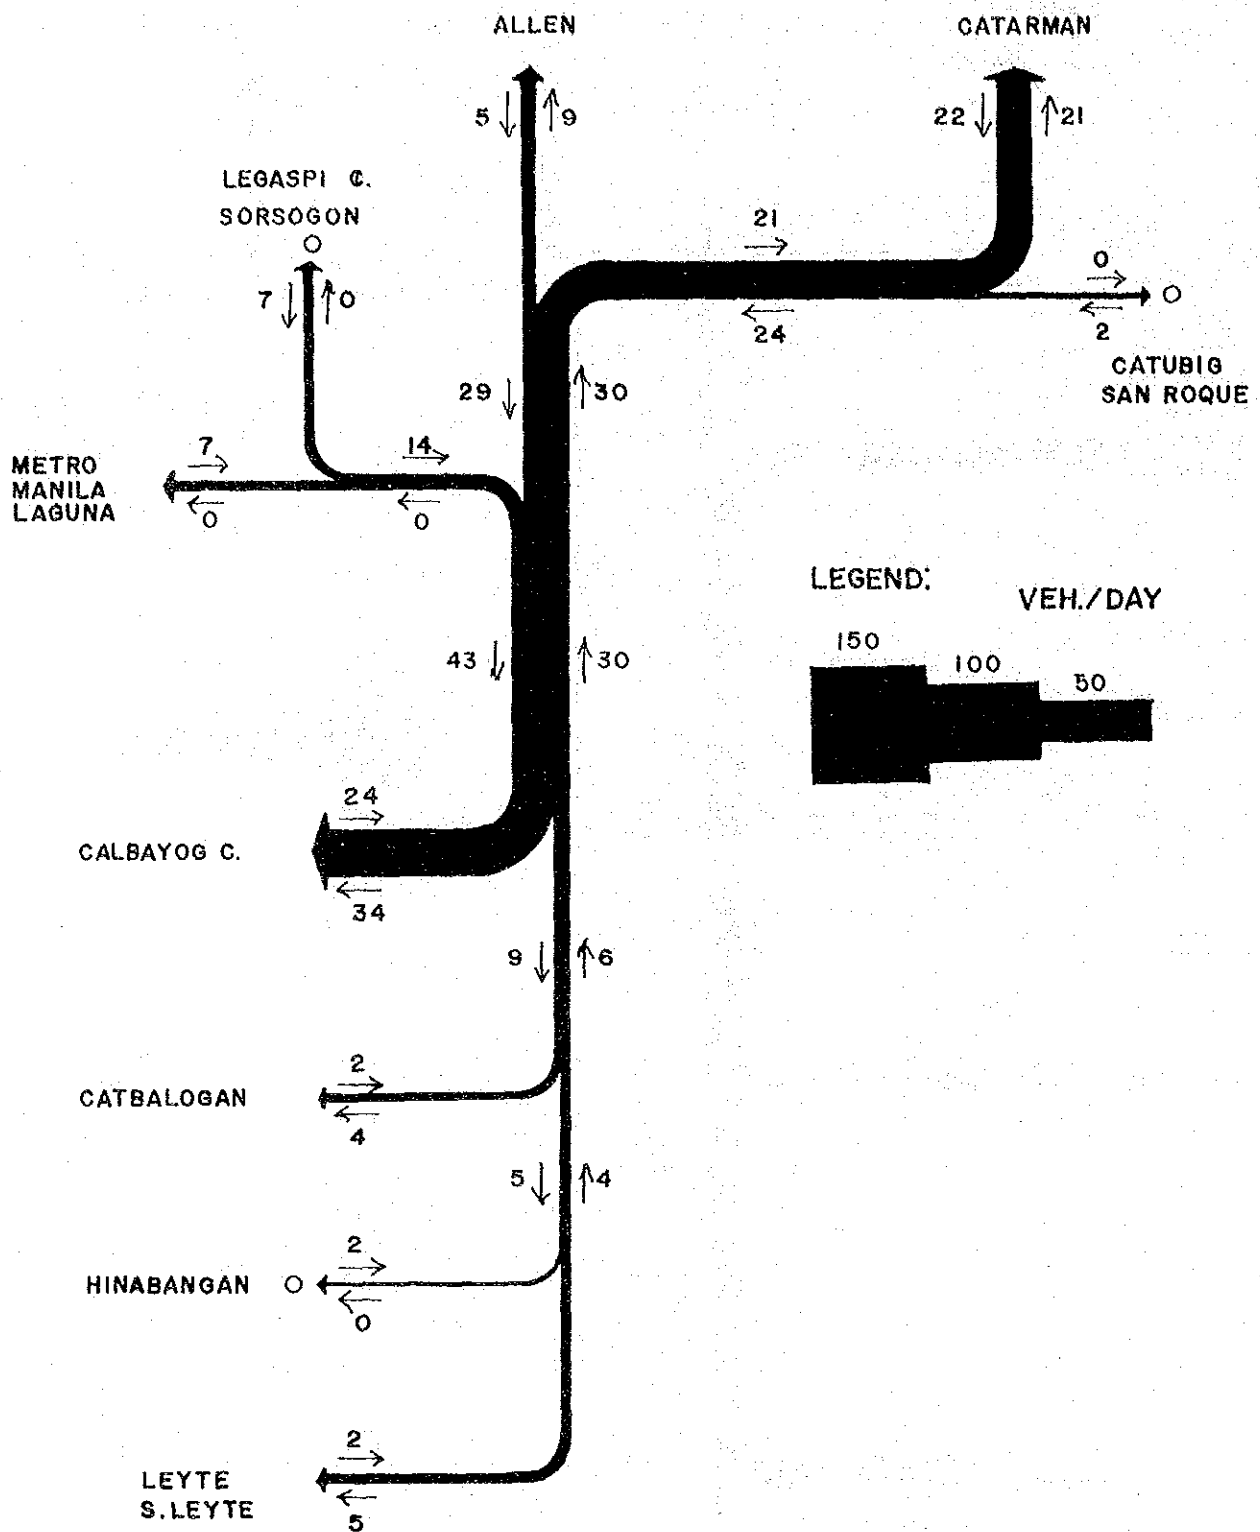 ALLEN
CATARMAN
5
9
22
21
LEGASPI C.
SORSOGON
21
0
7
0
24
2
CATUBIG
SAN ROQUE
29
30
7
14
METRO
MANILA
LAGUNA
0
0
LEGEND:
VEH./DAY
150
100
50
43
30
24
CALBAYOG C.
34
9
6
2
CATBALOGAN
4
5
4
2
HINABANGAN
0
2
LEYTE
S.LEYTE
5